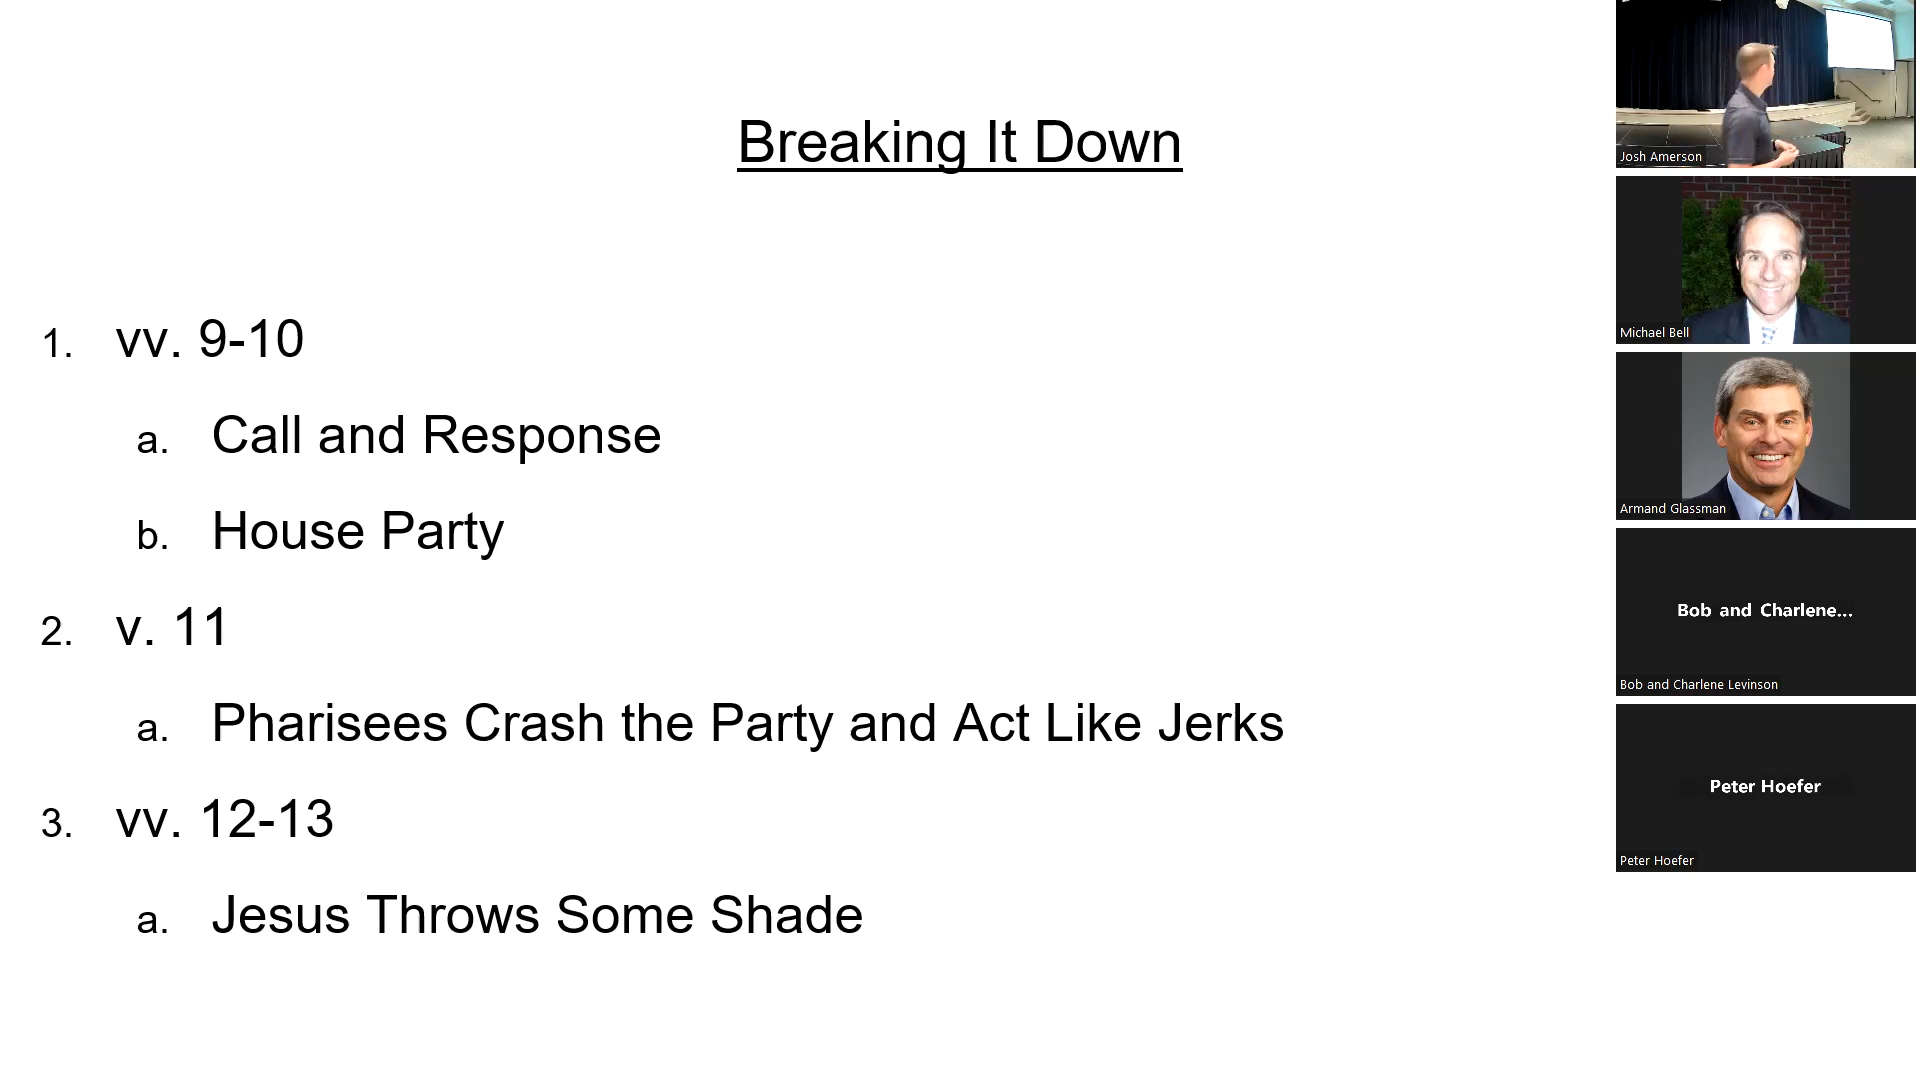 Breaking It Down
1. vv. 9-10
a. Call and Response
b. House Party
2. v. 11
a. Pharisees Crash the Party and Act Like Jerks
3. vv. 12-13
a. Jesus Throws Some Shade
Josh Amerson
Michael Bell
Armand Glassman
Bob and Charlene...
Bob and Charlene Levinson
Peter Hoefer
Peter Hoefer